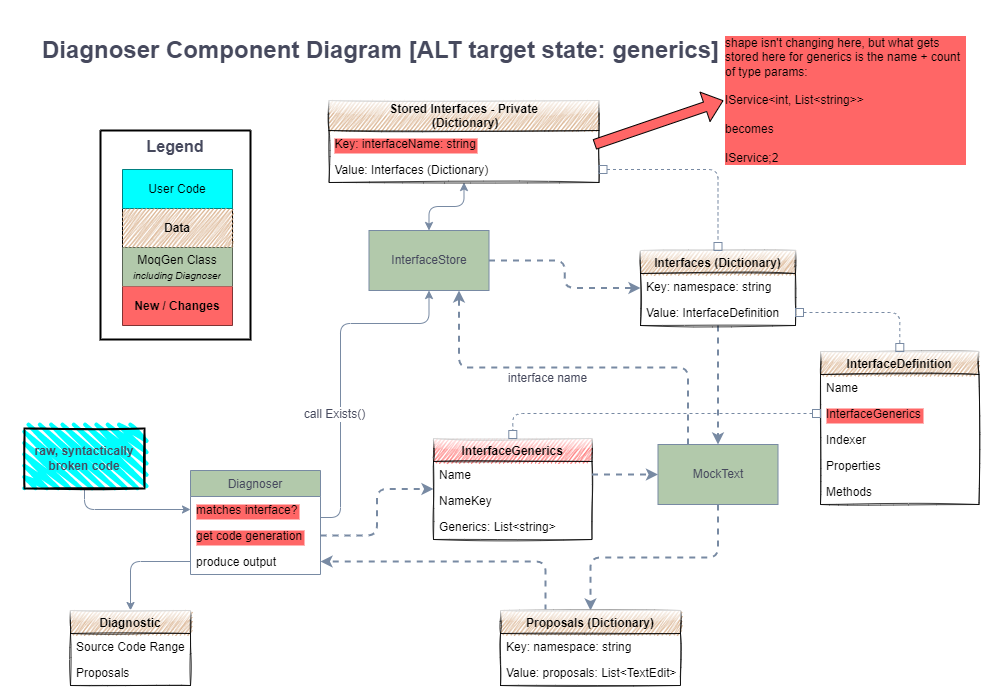 Diagnoser Component Diagram [ALT target state: generics]
shape isn't changing here, but what gets
stored here for generics is the name + count
of type params:
IService<int, List<string>>
becomes
IService;2
Stored Interfaces - Private
(Dictionary)
Key: interfaceName: string
Value: Interfaces (Dictionary)
Legend
User Code
Data
MoqGen Class
including Diagnoser
New / Changes
InterfaceStore
Interfaces (Dictionary)
Key: namespace: string
Value: InterfaceDefinition
InterfaceDefinition
Name
InterfaceGenerics
Indexer
Properties
Methods
interface name
call Exists()
raw, syntactically
broken code
InterfaceGenerics
Name
NameKey
Generics: List<string>
MockText
Diagnoser
matches interface?
get code generation
produce output
Diagnostic
Source Code Range
Proposals
Proposals (Dictionary)
Key: namespace: string
Value: proposals: List<TextEdit>